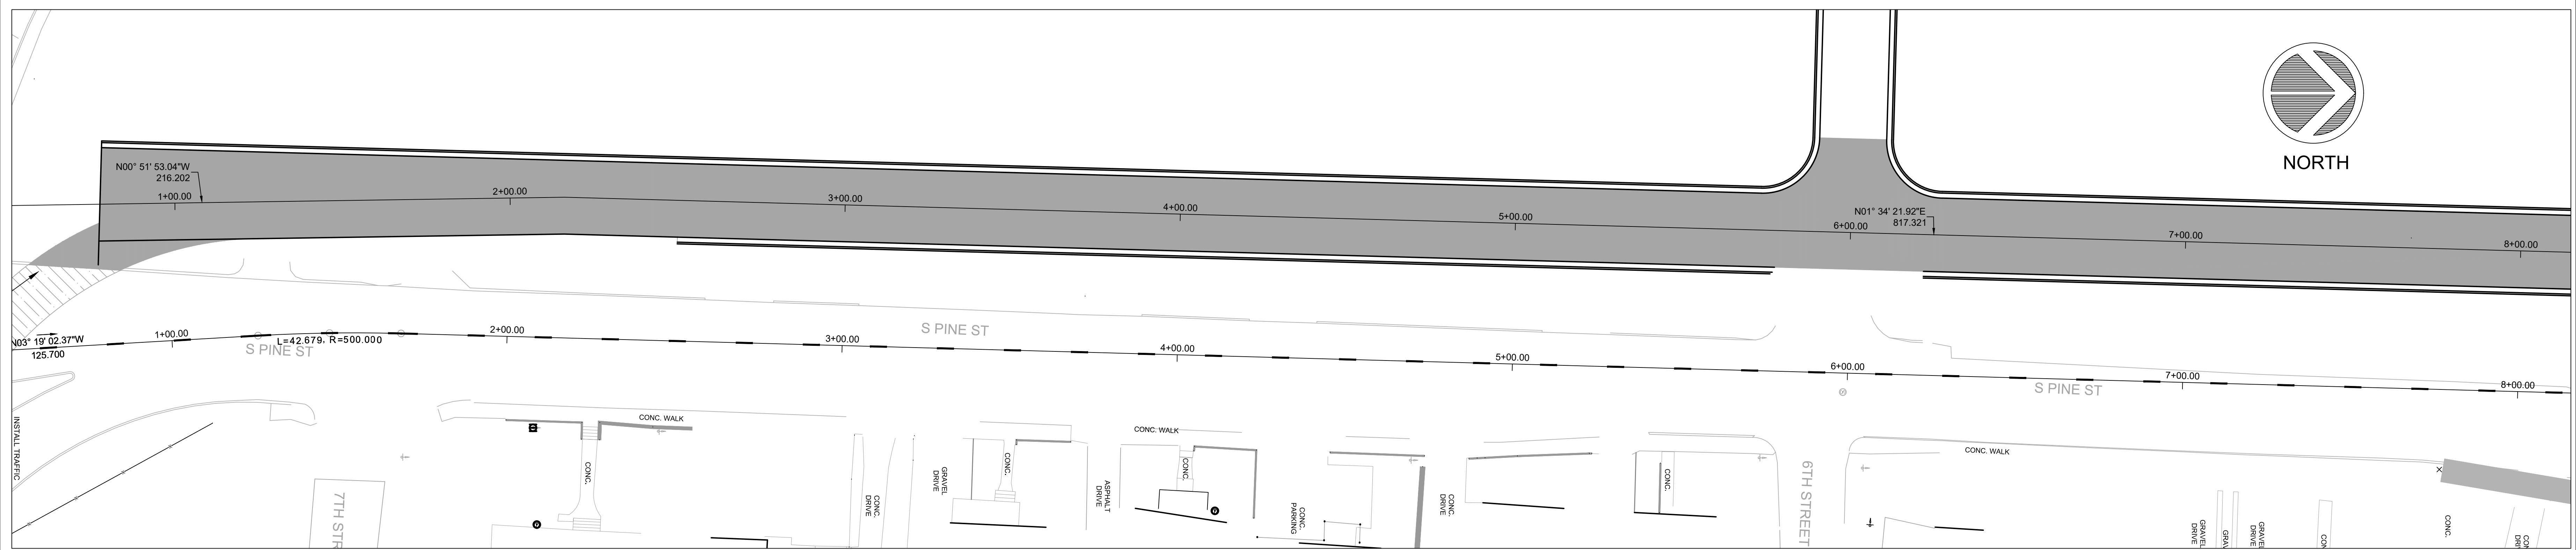 NORTH
N00° 51' 53.04"W
216.202
1+00.00
2+00.00
3+00.00
4+00.00
5+00.00
6+00.00
N01° 34' 21.92"E
817.321
7+00.00
8+00.00
N03° 19' 02.37"W
125.700
1+00.00
S PINE ST
L=42.679, R=500.000
2+00.00
3+00.00
S PINE ST
4+00.00
5+00.00
6+00.00
S PINE ST
7+00.00
8+00.00
INSTALL TRAFFIC
7TH STR
CONC.
CONC. WALK
CONC.
DRIVE
GRAVEL
DRIVE
CONC.
ASPHALT
DRIVE
CONC. WALK
CONC.
CONC.
PARKING
CONC.
DRIVE
CONC.
6TH STREET
CONC. WALK
GRAVEL
DRIVE
GRAV
GRAVEL
DRIVE
CON
CONC.
CON
DRI